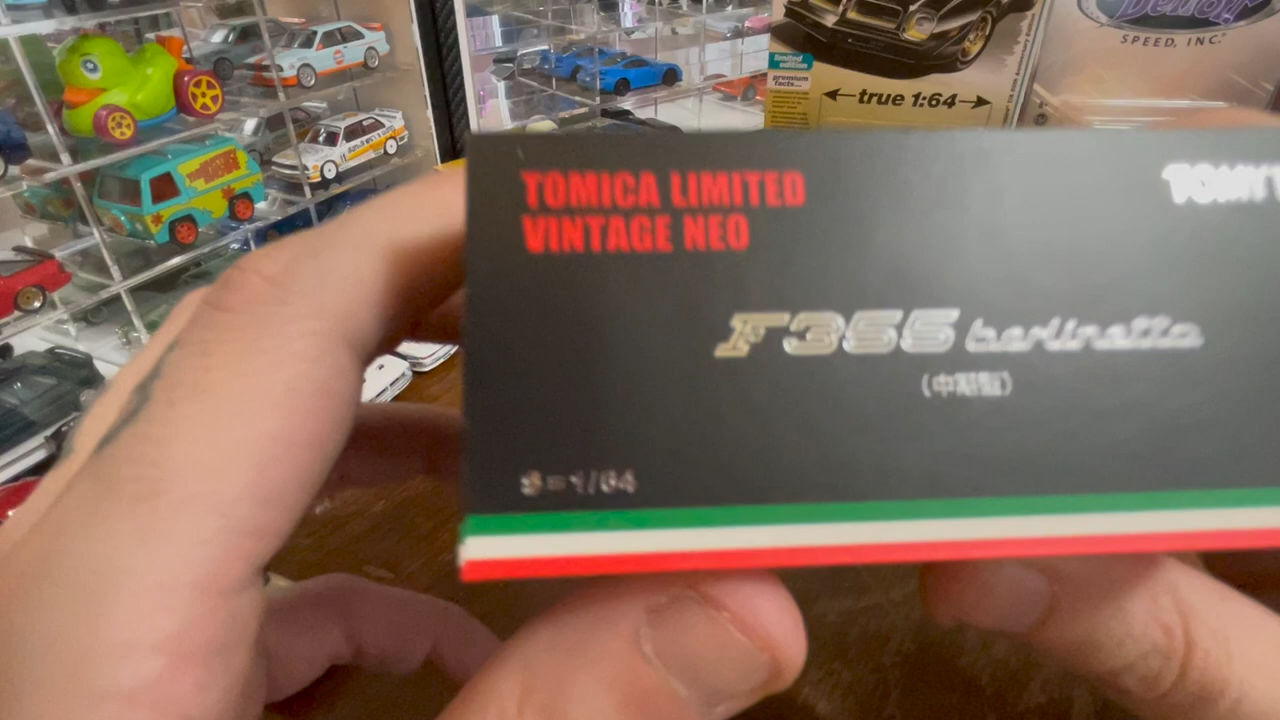 SPEED, INC.
limited edition
premium facts...
true 1:64
TOMICA LIMITED
VINTAGE NEO
F355 berlinetta
(中期型)
S=1/64